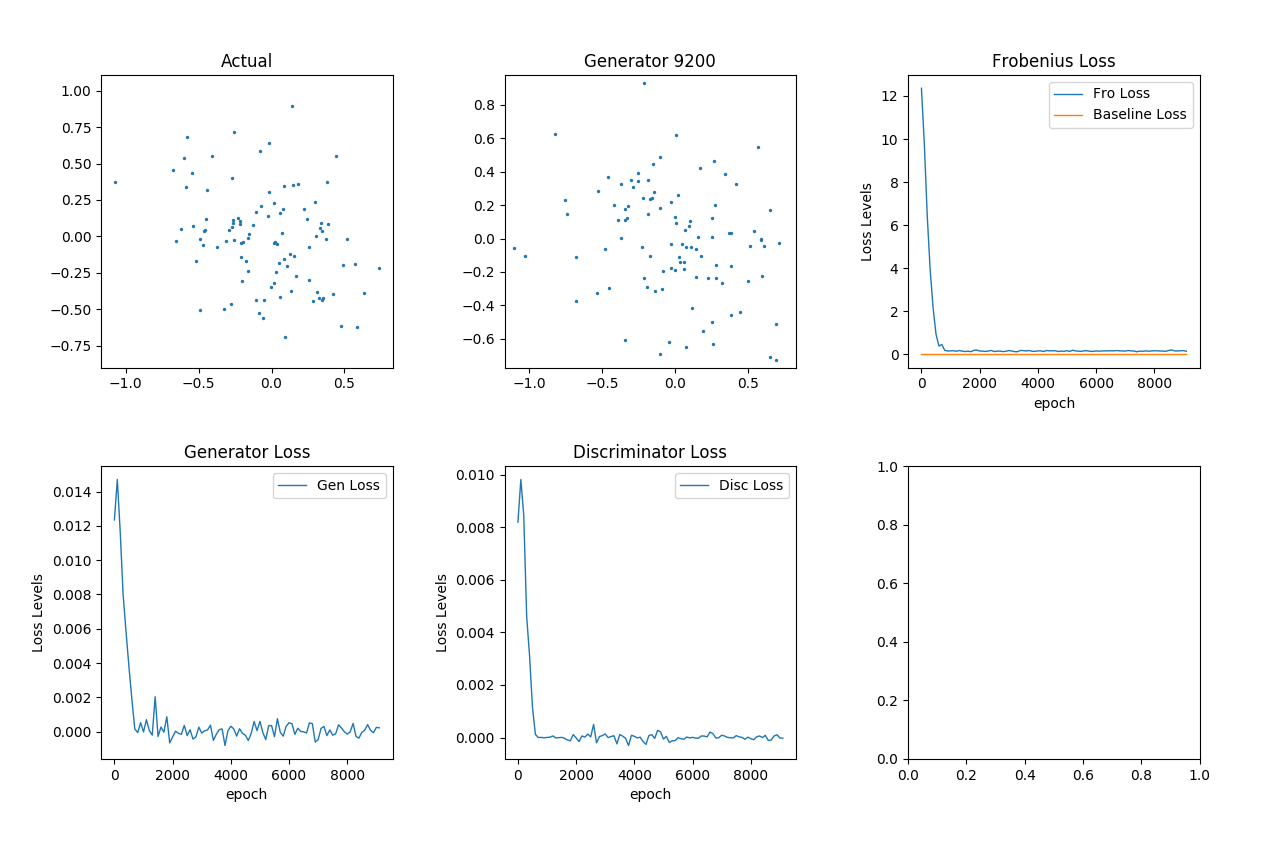 Actual
1.00
0.75
0.50
0.25
0.00
−0.25
−0.50
−0.75
−1.0 −0.5 0.0 0.5
Generator 9200
0.8
0.6
0.4
0.2
0.0
−0.2
−0.4
−0.6
−1.0 −0.5 0.0 0.5
Frobenius Loss
Fro Loss
Baseline Loss
Loss Levels
12
10
8
6
4
2
0
0 2000 4000 6000 8000
epoch
Generator Loss
Gen Loss
Loss Levels
0.014
0.012
0.010
0.008
0.006
0.004
0.002
0.000
0 2000 4000 6000 8000
epoch
Discriminator Loss
Disc Loss
Loss Levels
0.010
0.008
0.006
0.004
0.002
0.000
0 2000 4000 6000 8000
epoch
1.0
0.8
0.6
0.4
0.2
0.0
0.0 0.2 0.4 0.6 0.8 1.0